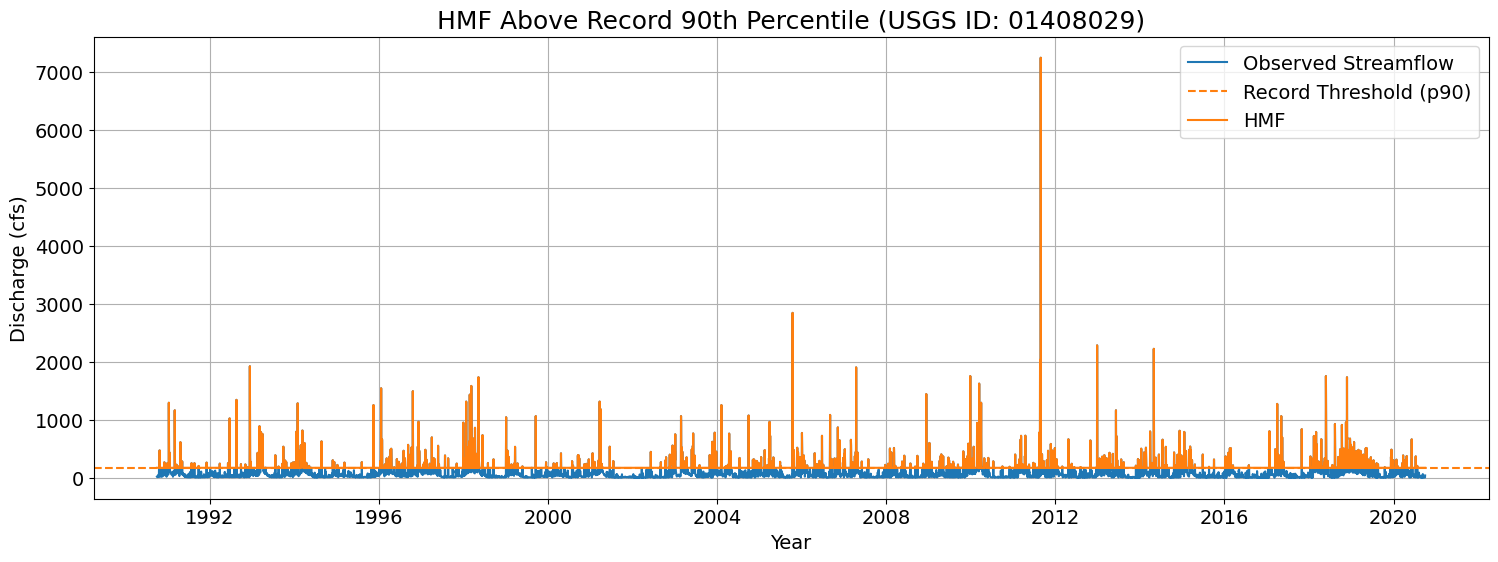 HMF Above Record 90th Percentile (USGS ID: 01408029)
Observed Streamflow
Record Threshold (p90)
HMF
Discharge (cfs)
7000
6000
5000
4000
3000
2000
1000
0
1992
1996
2000
2004
2008
2012
2016
2020
Year